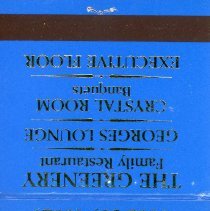 THE GREENERY
Family Restaurant
GEORGES LOUNGE
CRYSTAL ROOM
Banquets
EXECUTIVE FLOOR